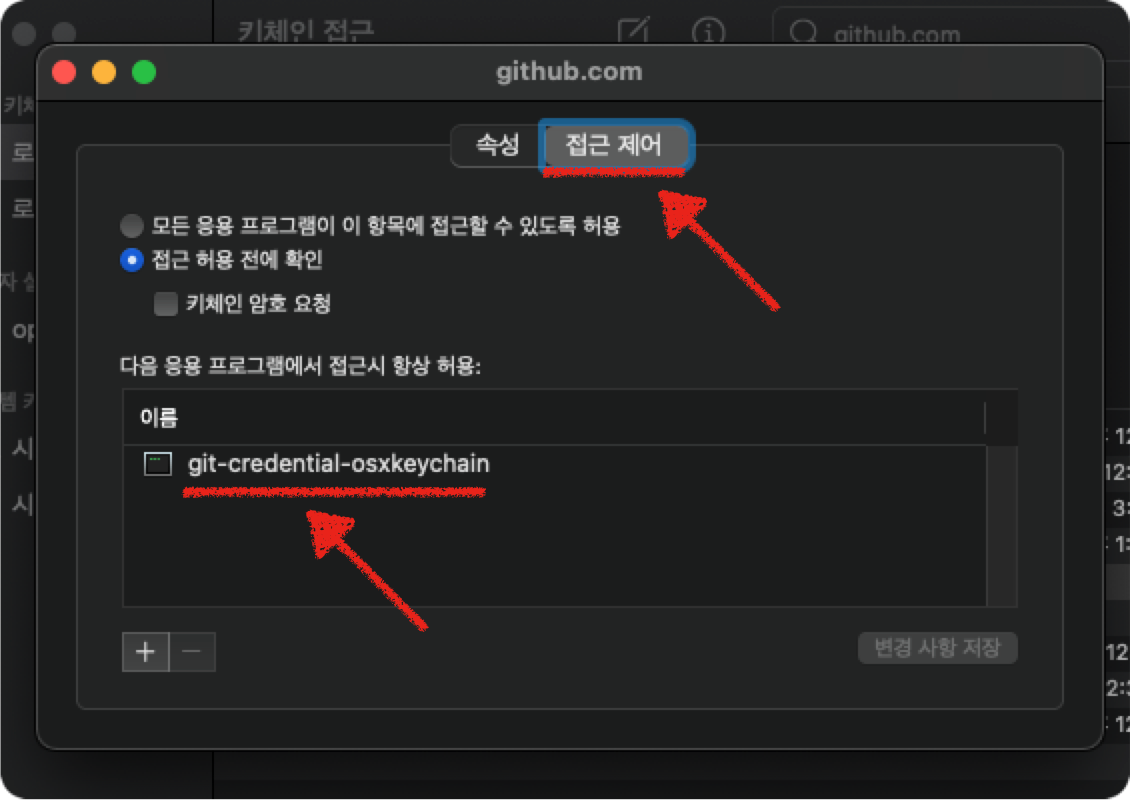 키체인 접근
github.com
github.com
속성
접근 제어
모든 응용 프로그램이 이 항목에 접근할 수 있도록 허용
접근 허용 전에 확인
키체인 암호 요청
다음 응용 프로그램에서 접근시 항상 허용:
이름
git-credential-osxkeychain
변경 사항 저장